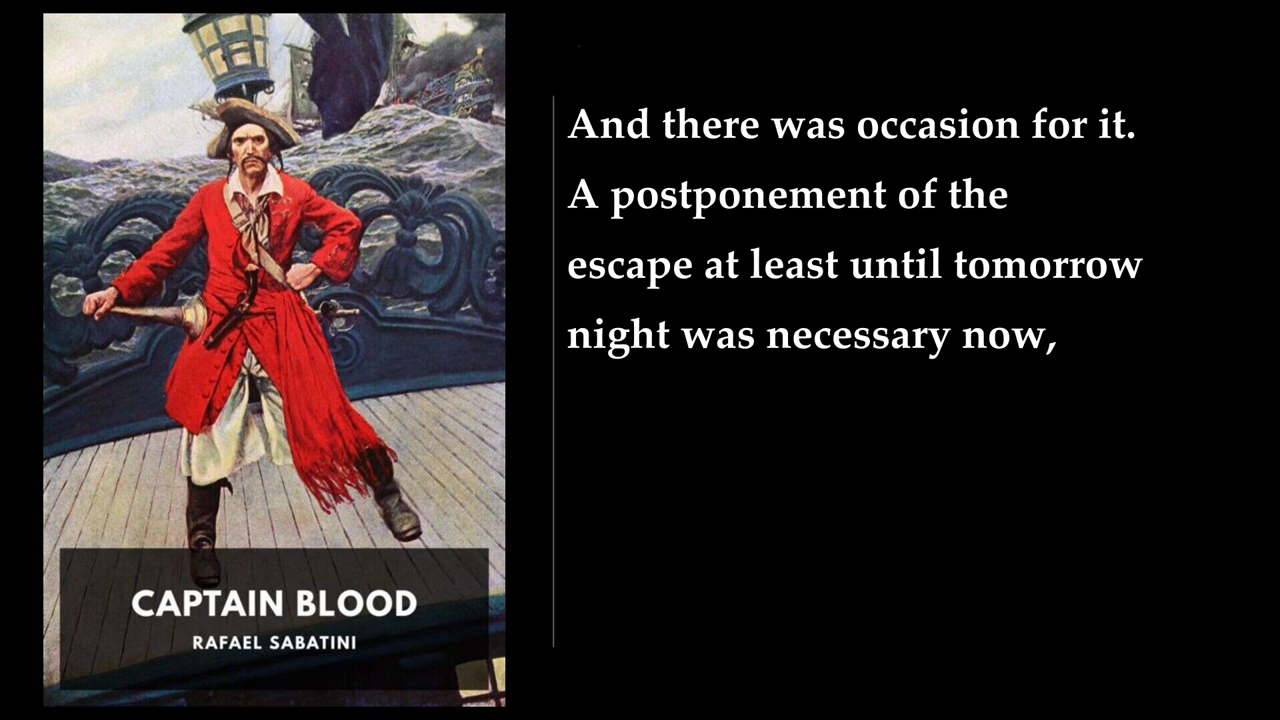 And there was occasion for it.
A postponement of the
escape at least until tomorrow
night was necessary now,
CAPTAIN BLOOD
RAFAEL SABATINI